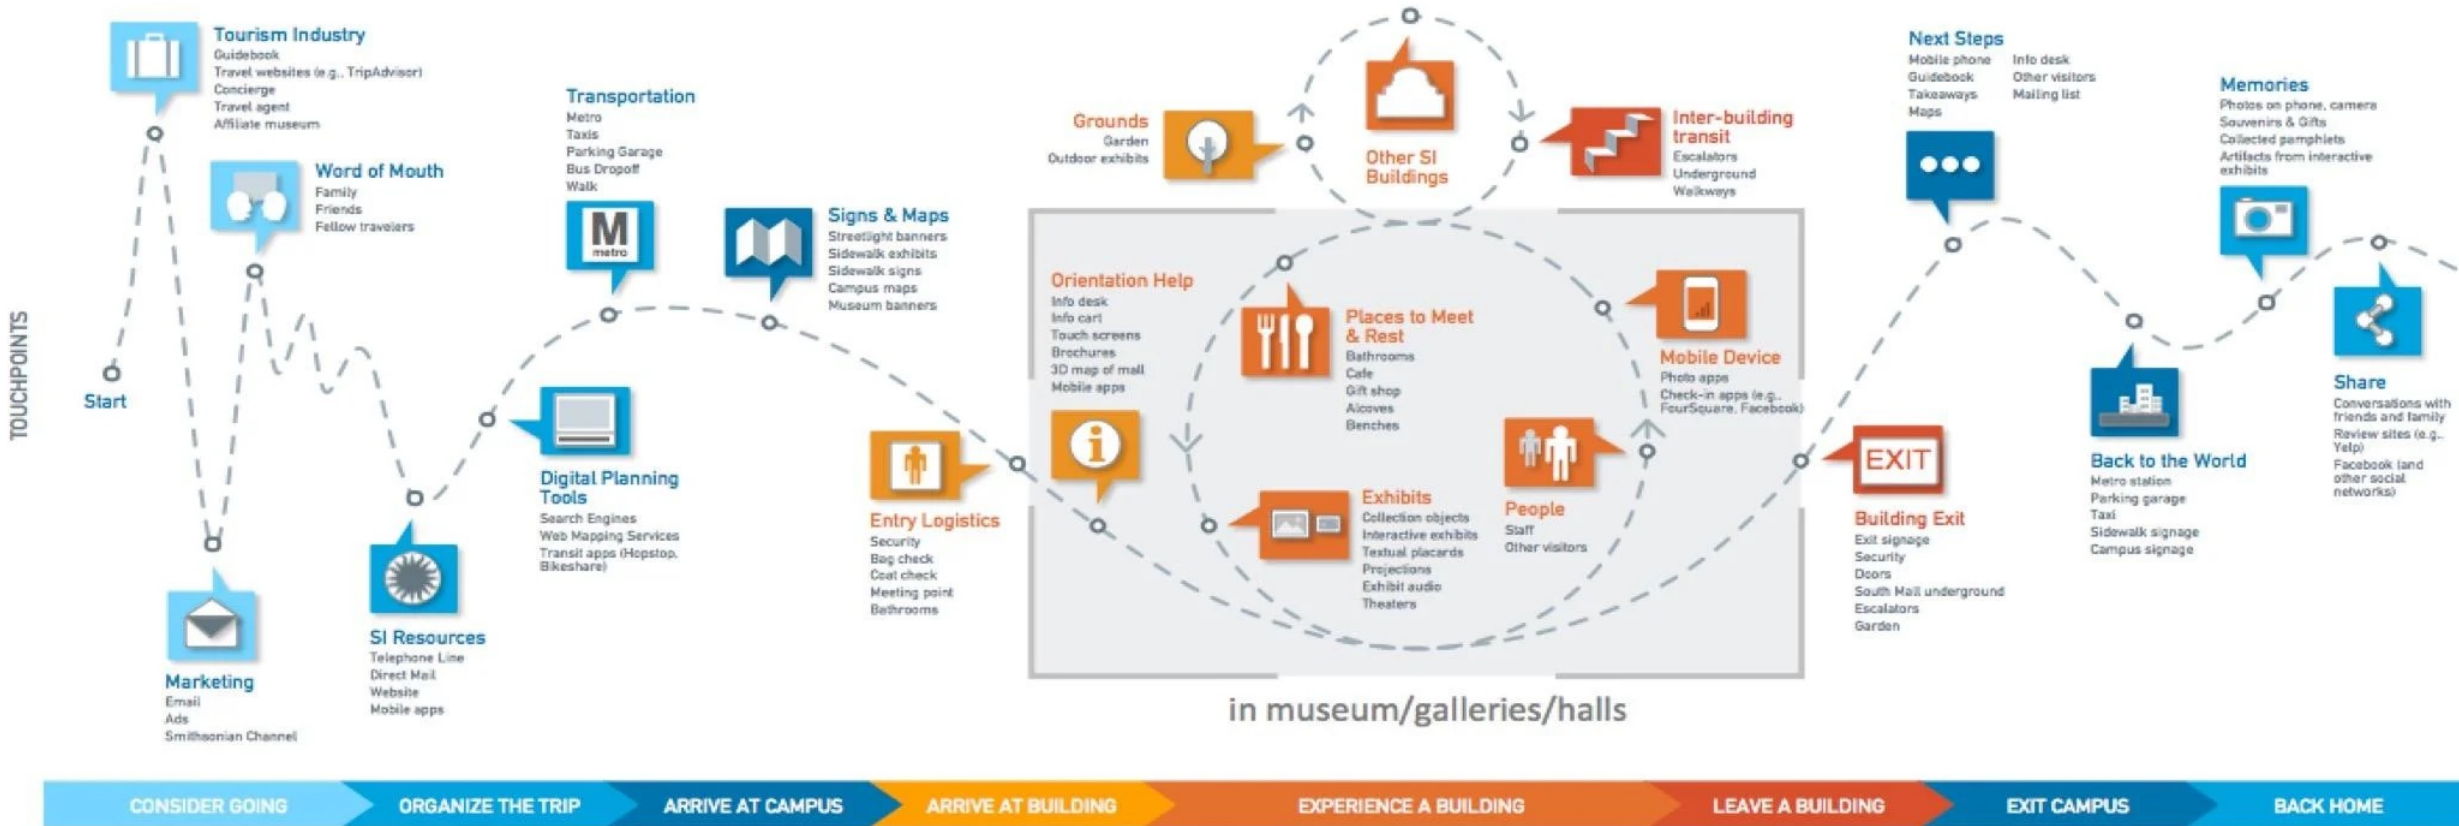 TOUCHPOINTS
Start
Tourism Industry
Guidebook
Travel websites (e.g., TripAdvisor)
Concierge
Travel agent
Affiliate museum
Word of Mouth
Family
Friends
Fellow travelers
Marketing
Email
Ads
Smithsonian Channel
SI Resources
Telephone Line
Direct Mail
Website
Mobile apps
Digital Planning
Tools
Search Engines
Web Mapping Services
Transit apps (Hopstop,
Bikeshare)
Transportation
Metro
Taxis
Parking Garage
Bus Dropoff
Walk
M
metro
Signs & Maps
Streetlight banners
Sidewalk exhibits
Sidewalk signs
Campus maps
Museum banners
Entry Logistics
Security
Bag check
Coat check
Meeting point
Bathrooms
Grounds
Garden
Outdoor exhibits
Other SI
Buildings
Inter-building
transit
Escalators
Underground
Walkways
Orientation Help
Info desk
Info cart
Touch screens
Brochures
3D map of mall
Mobile apps
i
Places to Meet
& Rest
Bathrooms
Cafe
Gift shop
Alcoves
Benches
Exhibits
Collection objects
Interactive exhibits
Textual placards
Projections
Exhibit audio
Theaters
People
Staff
Other visitors
Mobile Device
Photo apps
Check-in apps (e.g.,
FourSquare, Facebook)
in museum/galleries/halls
EXIT
Building Exit
Exit signage
Security
Doors
South Mall underground
Escalators
Garden
Next Steps
Mobile phone
Guidebook
Takeaways
Maps
Info desk
Other visitors
Mailing list
Back to the World
Metro station
Parking garage
Taxi
Sidewalk signage
Campus signage
Memories
Photos on phone, camera
Souvenirs & Gifts
Collected pamphlets
Artifacts from interactive
exhibits
Share
Conversations with
friends and family
Review sites (e.g.,
Yelp)
Facebook (and
other social
networks)
CONSIDER GOING
ORGANIZE THE TRIP
ARRIVE AT CAMPUS
ARRIVE AT BUILDING
EXPERIENCE A BUILDING
LEAVE A BUILDING
EXIT CAMPUS
BACK HOME